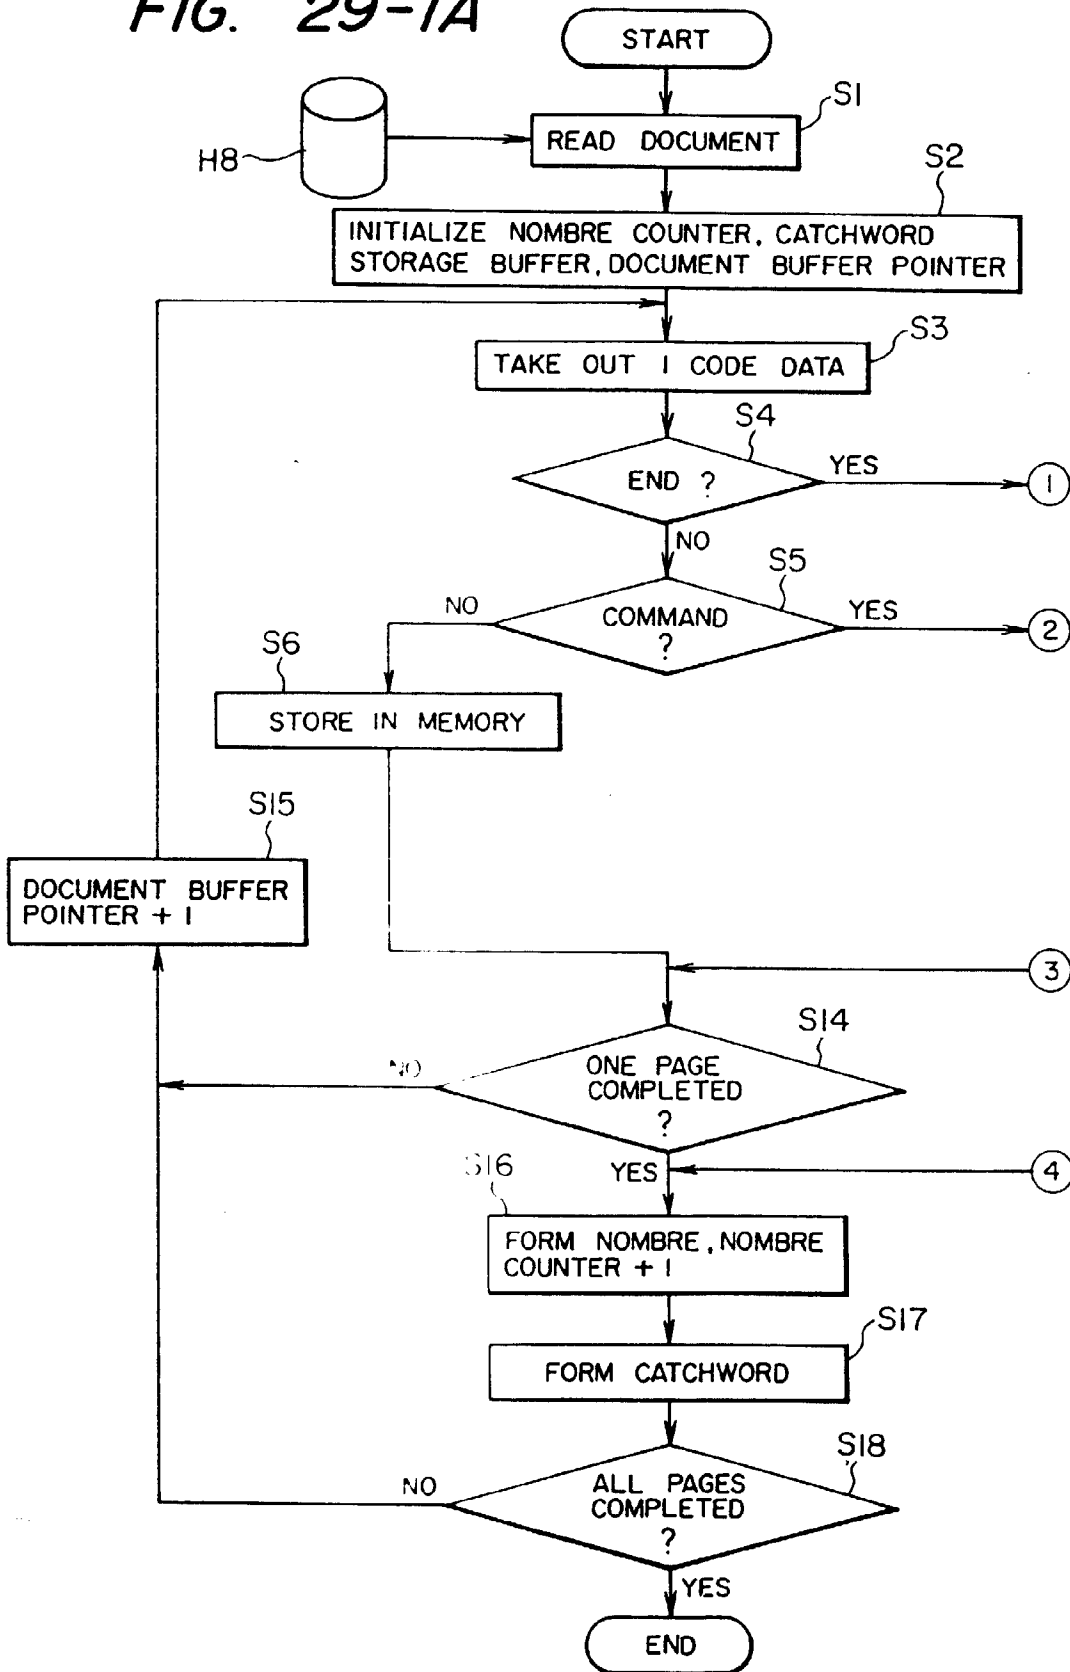 FIG. 29-1A
START
S1
READ DOCUMENT
H8
S2
INITIALIZE NOMBRE COUNTER, CATCHWORD
STORAGE BUFFER, DOCUMENT BUFFER POINTER
S3
TAKE OUT 1 CODE DATA
S4
END ?
YES
1
NO
S5
COMMAND
?
NO
YES
2
S6
STORE IN MEMORY
S15
DOCUMENT BUFFER
POINTER + 1
3
S14
ONE PAGE
COMPLETED
?
NO
YES
4
S16
FORM NOMBRE, NOMBRE
COUNTER + 1
S17
FORM CATCHWORD
S18
ALL PAGES
COMPLETED
?
NO
YES
END